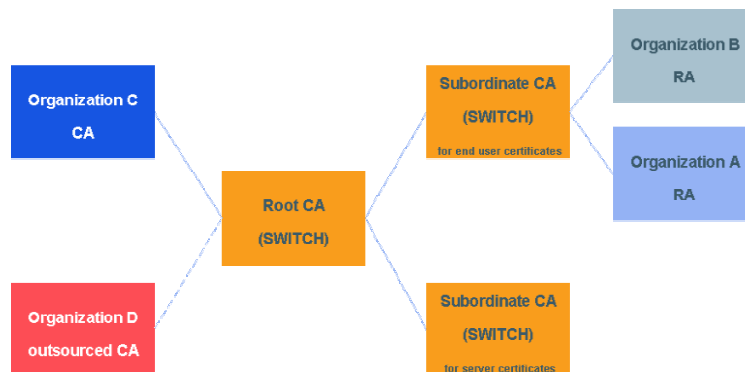 Organization B
RA
Organization C
CA
Subordinate CA
(SWITCH)
for end user certificates
Organization A
RA
Root CA
(SWITCH)
Organization D
outsourced CA
Subordinate CA
(SWITCH)
for server certificates